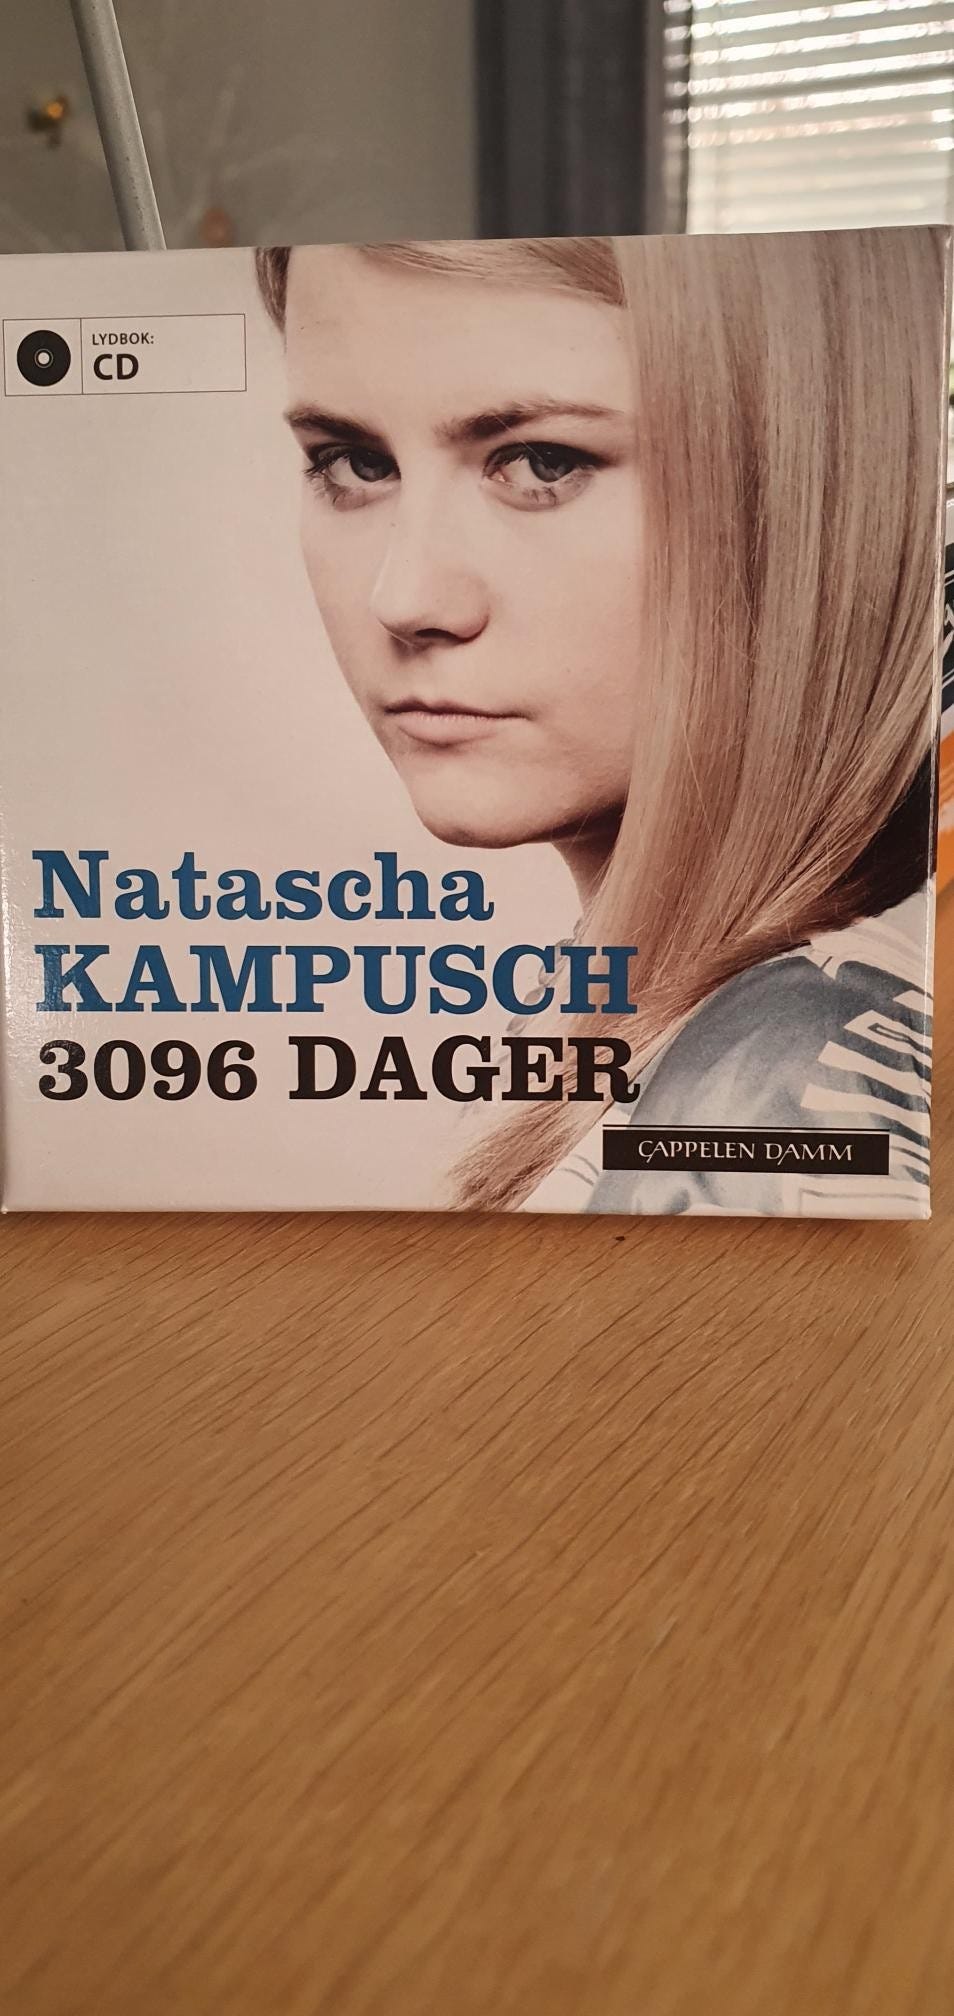 LYDBOK:
CD
Natascha
KAMPUSCH
3096 DAGER
CAPPELEN DAMM